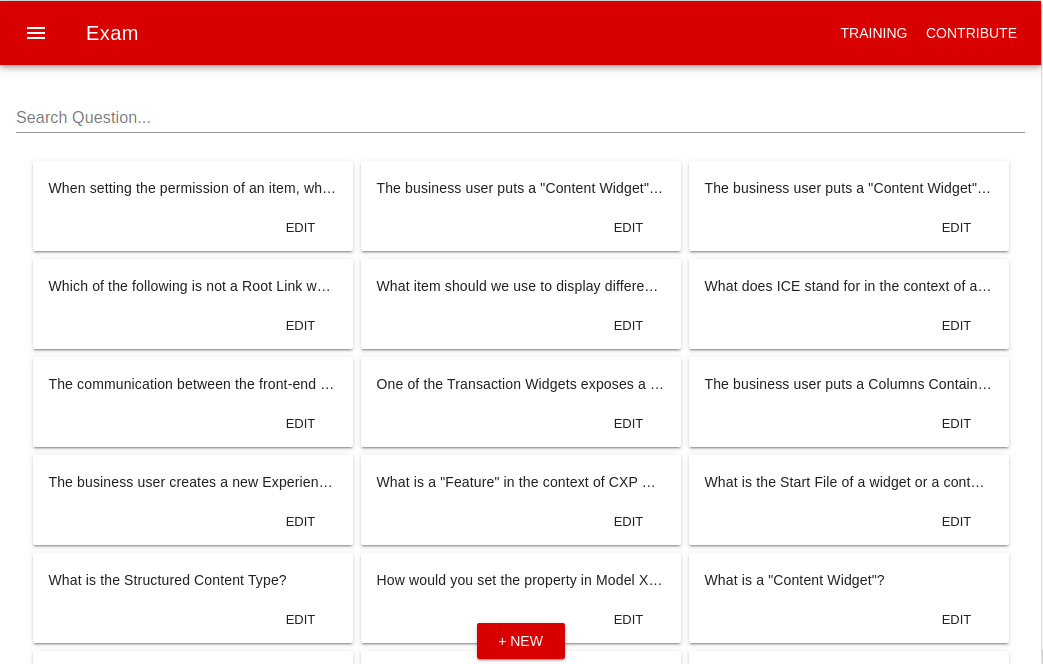 Exam
TRAINING CONTRIBUTE
Search Question...
When setting the permission of an item, wh...
The business user puts a "Content Widget"...
The business user puts a "Content Widget"...
EDIT
EDIT
EDIT
Which of the following is not a Root Link w...
What item should we use to display differe...
What does ICE stand for in the context of a...
EDIT
EDIT
EDIT
The communication between the front-end ...
One of the Transaction Widgets exposes a ...
The business user puts a Columns Contain...
EDIT
EDIT
EDIT
The business user creates a new Experien...
What is a "Feature" in the context of CXP ...
What is the Start File of a widget or a cont...
EDIT
EDIT
EDIT
What is the Structured Content Type?
How would you set the property in Model X...
What is a "Content Widget"?
EDIT
EDIT
EDIT
+ NEW